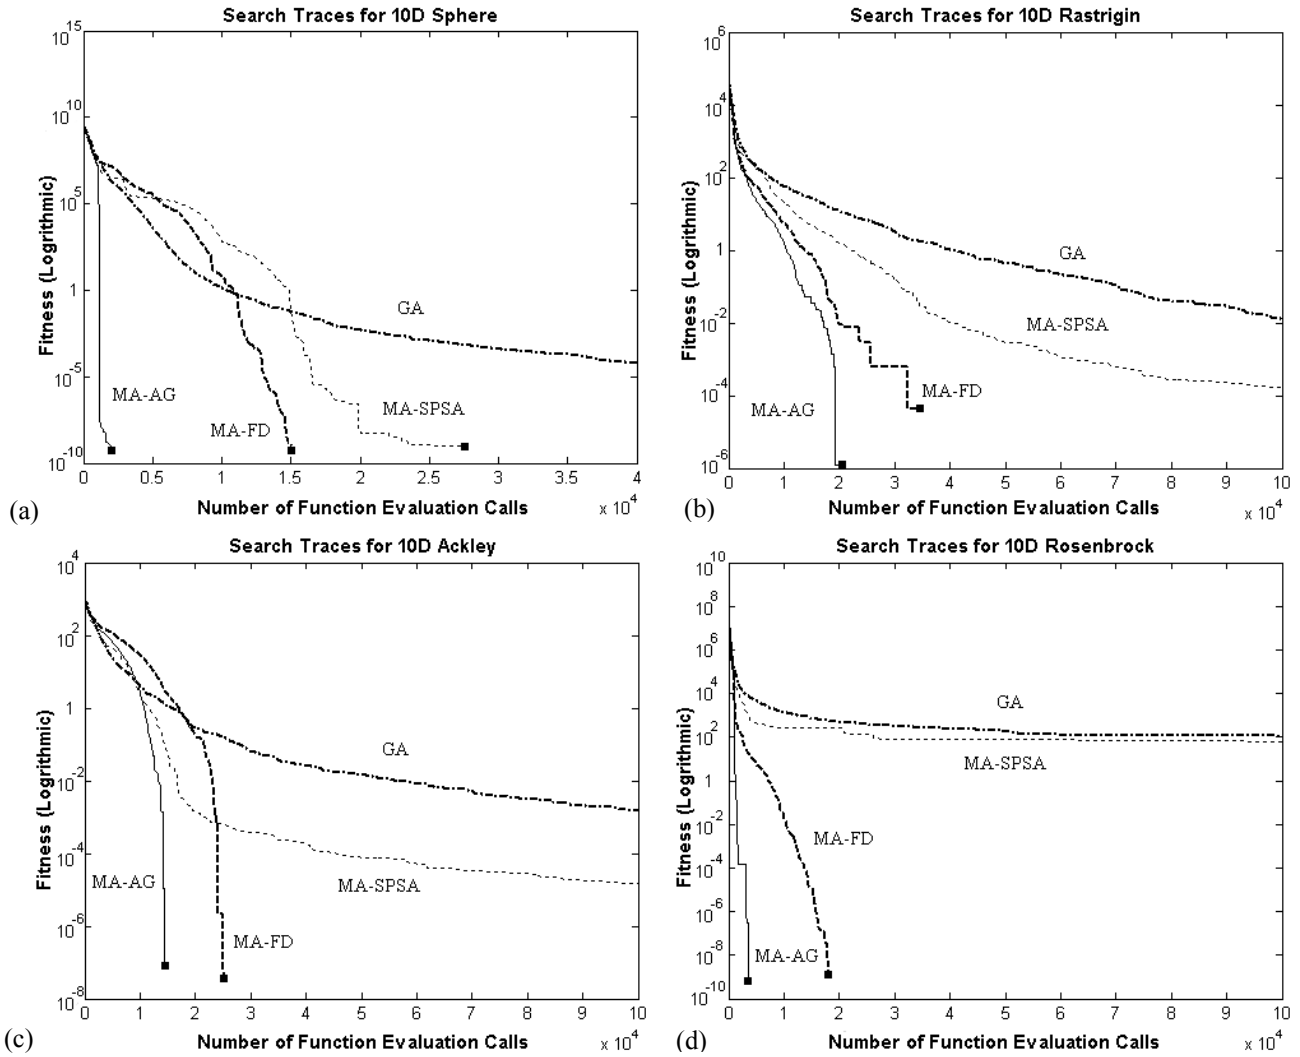 Search Traces for 10D Sphere
Fitness (Logrithmic)
10^15
10^10
10^5
1
10^-5
10^-10
GA
MA-AG
MA-SPSA
MA-FD
0 0.5 1 1.5 2 2.5 3 3.5 4
x 10^4
Number of Function Evaluation Calls
(a)
Search Traces for 10D Rastrigin
Fitness (Logrithmic)
10^6
10^4
10^2
1
10^-2
10^-4
10^-6
GA
MA-SPSA
MA-FD
MA-AG
0 1 2 3 4 5 6 7 8 9 10
x 10^4
Number of Function Evaluation Calls
(b)
Search Traces for 10D Ackley
Fitness (Logrithmic)
10^4
10^2
1
10^-2
10^-4
10^-6
10^-8
GA
MA-AG
MA-SPSA
MA-FD
0 1 2 3 4 5 6 7 8 9 10
x 10^4
Number of Function Evaluation Calls
(c)
Search Traces for 10D Rosenbrock
Fitness (Logrithmic)
10^10
10^8
10^6
10^4
10^2
1
10^-2
10^-4
10^-6
10^-8
10^-10
GA
MA-SPSA
MA-FD
MA-AG
0 1 2 3 4 5 6 7 8 9 10
x 10^4
Number of Function Evaluation Calls
(d)